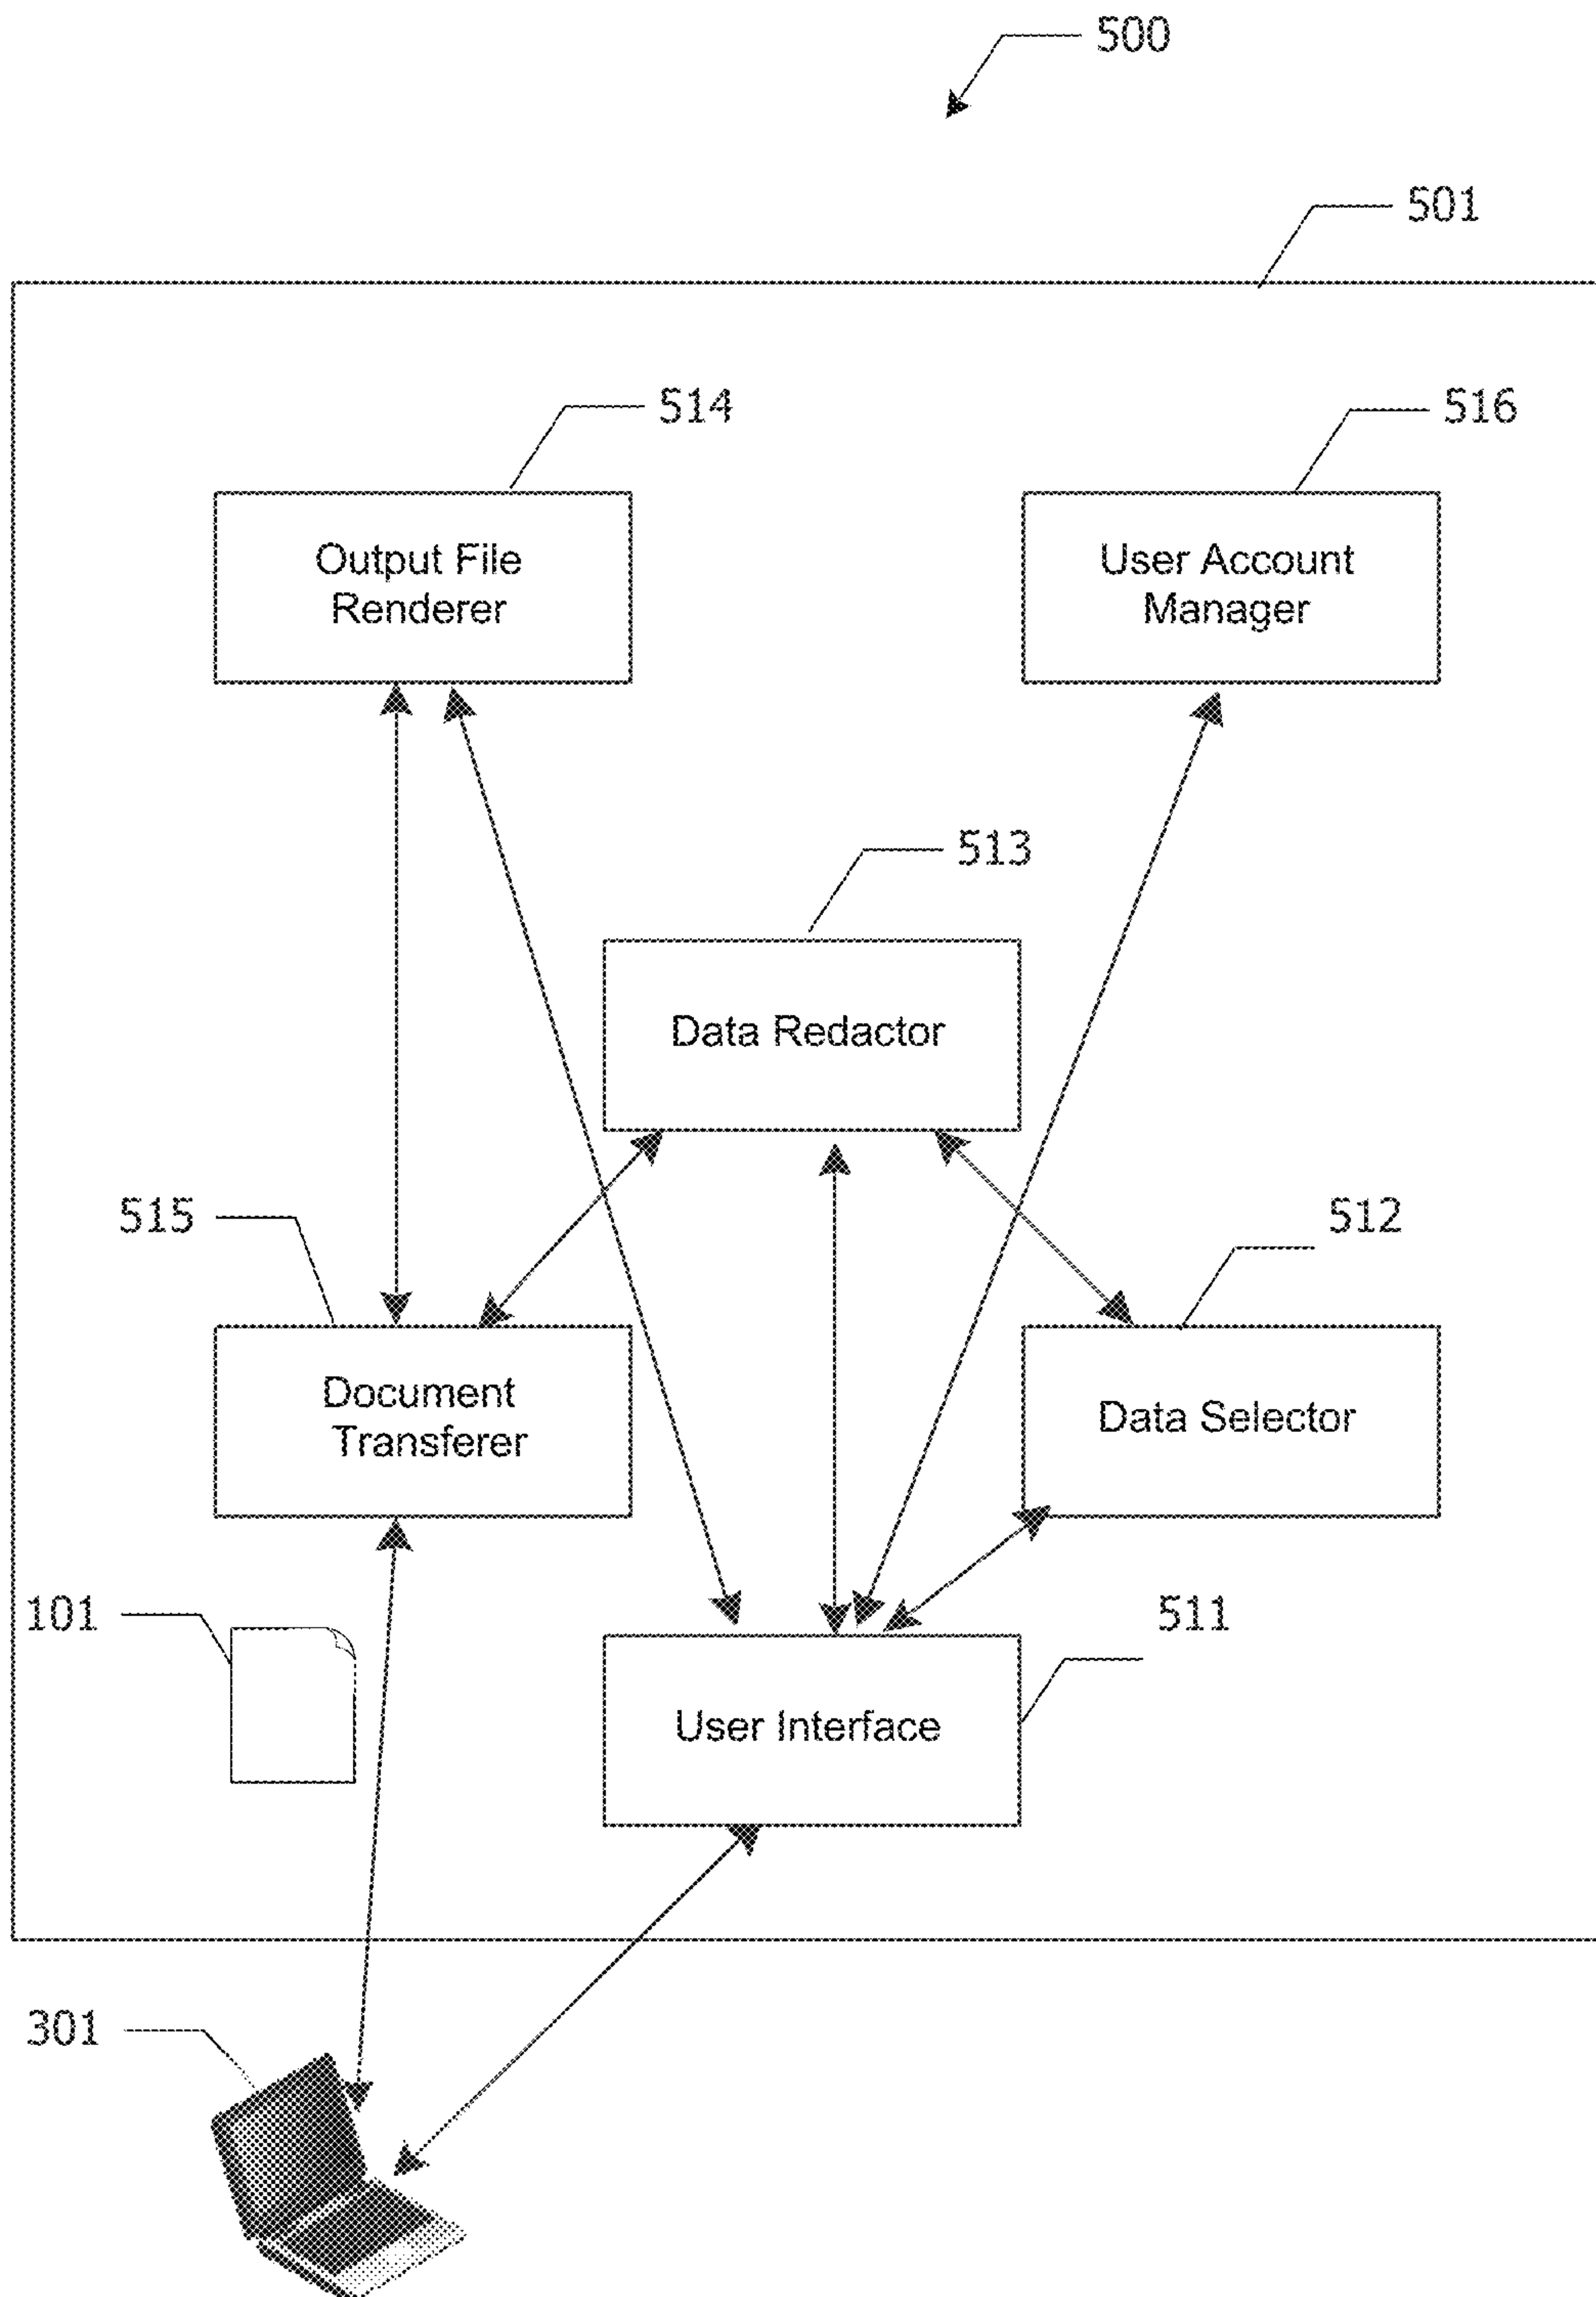 500
501
514
516
Output File
Renderer
User Account
Manager
513
Data Redactor
515
512
Document
Transferer
Data Selector
101
511
User Interface
301